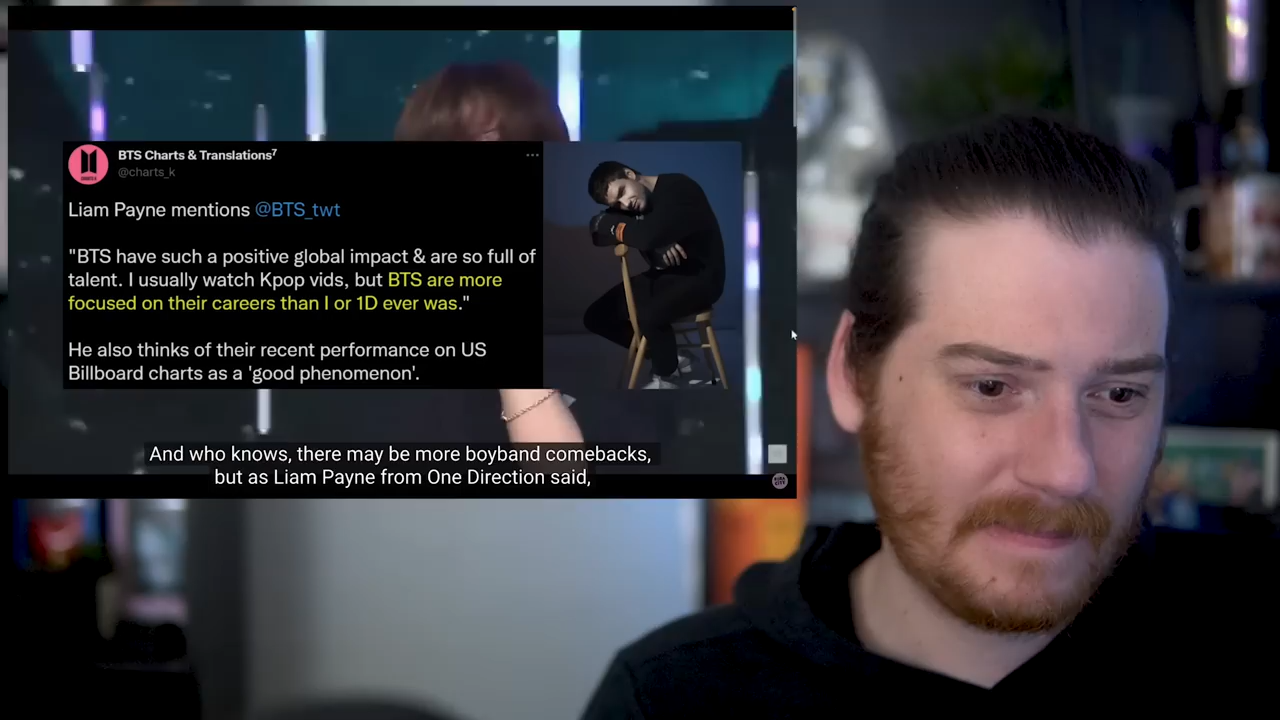 BTS Charts & Translations⁷
@charts_k
Liam Payne mentions @BTS_twt
"BTS have such a positive global impact & are so full of
talent. I usually watch Kpop vids, but BTS are more
focused on their careers than I or 1D ever was."
He also thinks of their recent performance on US
Billboard charts as a 'good phenomenon'.
And who knows, there may be more boyband comebacks,
but as Liam Payne from One Direction said,